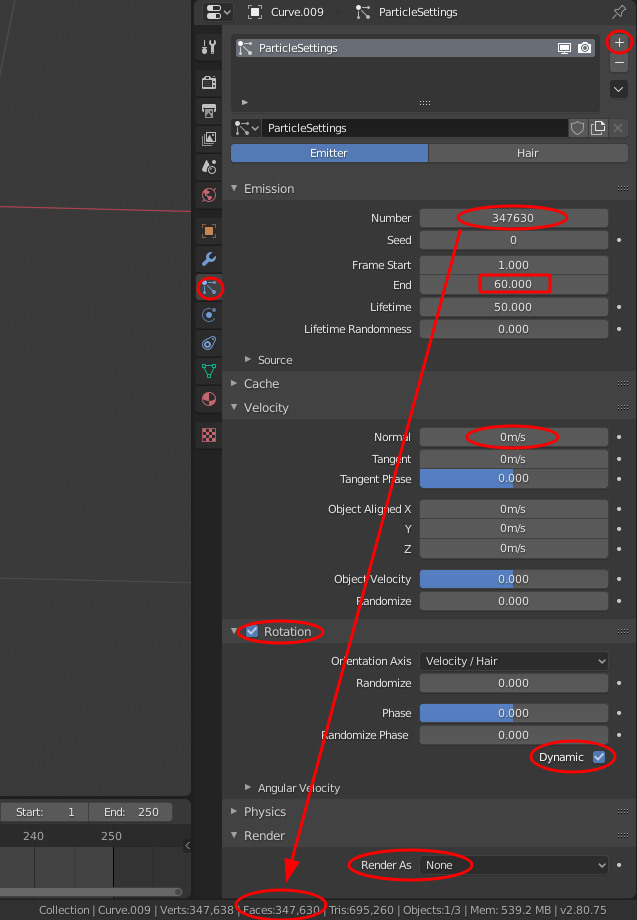 Curve.009 ParticleSettings
ParticleSettings
ParticleSettings
Emitter Hair
Emission
Number 347630
Seed 0
Frame Start 1.000
End 60.000
Lifetime 50.000
Lifetime Randomness 0.000
Source
Cache
Velocity
Normal 0m/s
Tangent 0m/s
Tangent Phase 0.000
Object Aligned X 0m/s
Y 0m/s
Z 0m/s
Object Velocity 0.000
Randomize 0.000
Rotation
Orientation Axis Velocity / Hair
Randomize 0.000
Phase 0.000
Randomize Phase 0.000
Dynamic
Angular Velocity
Physics
Render
Render As None
Start: 1 End: 250
240 250
Collection | Curve.009 | Verts:347,638 | Faces:347,630 | Tris:695,260 | Objects:1/3 | Mem: 539.2 MB | v2.80.75